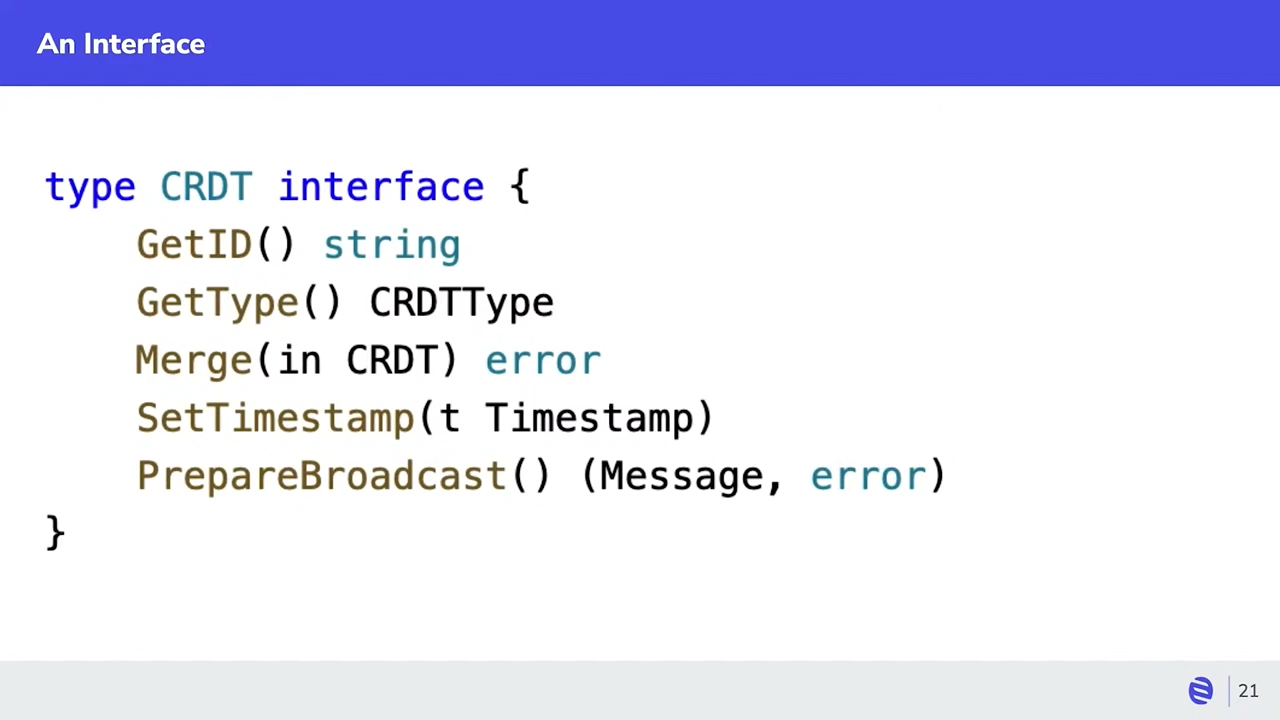 An Interface
type CRDT interface {
    GetID() string
    GetType() CRDTType
    Merge(in CRDT) error
    SetTimestamp(t Timestamp)
    PrepareBroadcast() (Message, error)
}
21